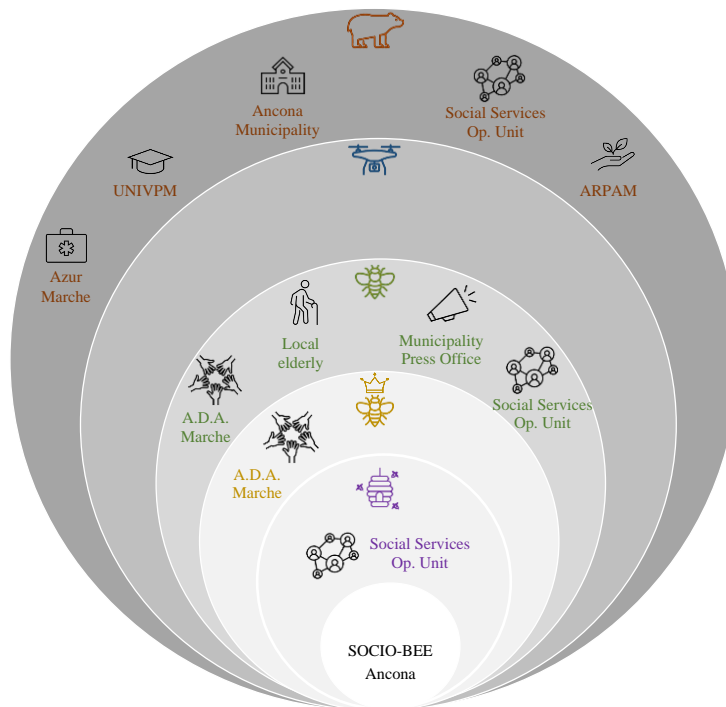 Ancona
Municipality
Social Services
Op. Unit
UNIVPM
ARPAM
Azur
Marche
Local
elderly
Municipality
Press Office
A.D.A.
Marche
Social Services
Op. Unit
A.D.A.
Marche
Social Services
Op. Unit
SOCIO-BEE
Ancona